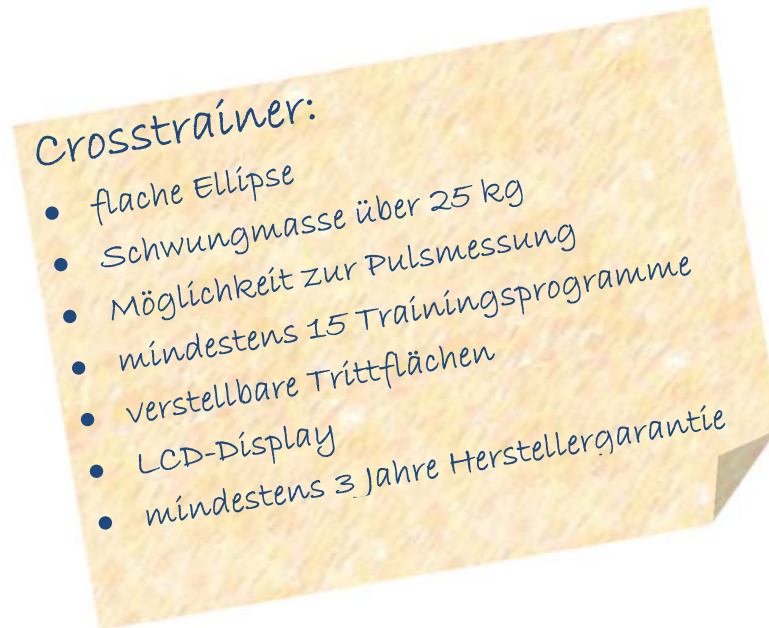 Crosstrainer:
• flache Ellipse
• Schwungmasse über 25 kg
• Möglichkeit zur Pulsmessung
• mindestens 15 Trainingsprogramme
• verstellbare Trittflächen
• LCD-Display
• mindestens 3 Jahre Herstellergarantie